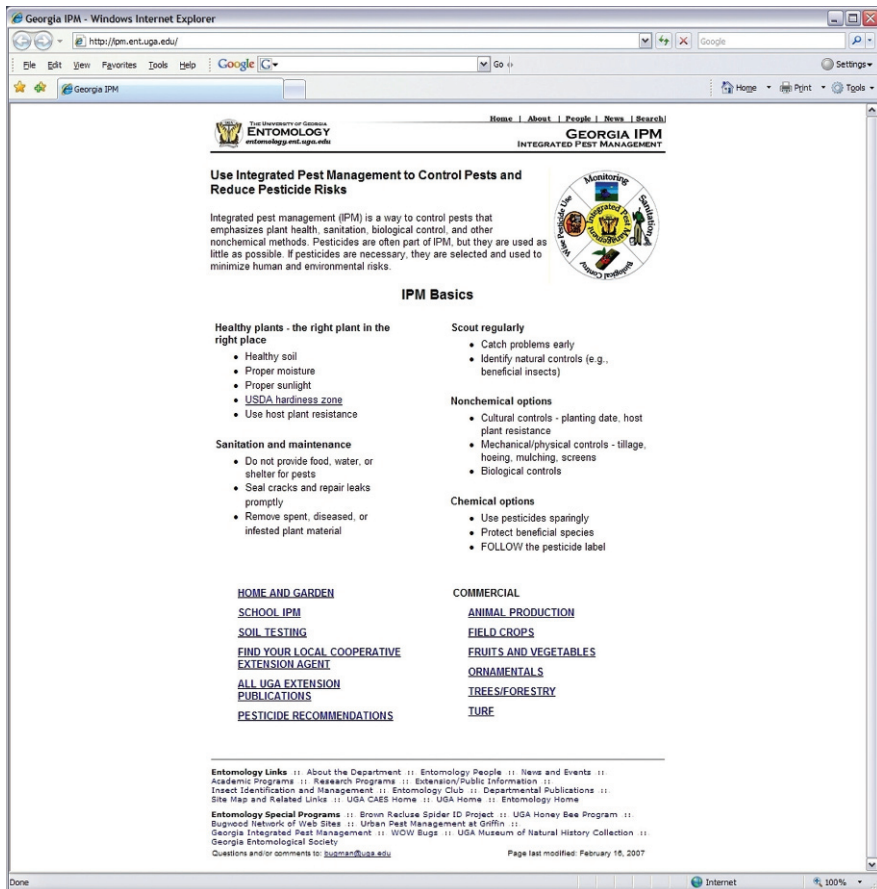 Georgia IPM - Windows Internet Explorer
http://ipm.ent.uga.edu/
Google
File Edit View Favorites Tools Help
Google
G
Go
Settings
Georgia IPM
Home
Print
Tools
THE UNIVERSITY OF GEORGIA
ENTOMOLOGY
entomology.ent.uga.edu
Home | About | People | News | Search
GEORGIA IPM
INTEGRATED PEST MANAGEMENT
Use Integrated Pest Management to Control Pests and
Reduce Pesticide Risks
Integrated pest management (IPM) is a way to control pests that
emphasizes plant health, sanitation, biological control, and other
nonchemical methods. Pesticides are often part of IPM, but they are used as
little as possible. If pesticides are necessary, they are selected and used to
minimize human and environmental risks.
Monitoring
Sanitation
Biological Control
Wise Pesticide Use
Integrated Pest Management
IPM Basics
Healthy plants - the right plant in the
right place
• Healthy soil
• Proper moisture
• Proper sunlight
• USDA hardiness zone
• Use host plant resistance
Sanitation and maintenance
• Do not provide food, water, or
shelter for pests
• Seal cracks and repair leaks
promptly
• Remove spent, diseased, or
infested plant material
Scout regularly
• Catch problems early
• Identify natural controls (e.g.,
beneficial insects)
Nonchemical options
• Cultural controls - planting date, host
plant resistance
• Mechanical/physical controls - tillage,
hoeing, mulching, screens
• Biological controls
Chemical options
• Use pesticides sparingly
• Protect beneficial species
• FOLLOW the pesticide label
HOME AND GARDEN
SCHOOL IPM
SOIL TESTING
FIND YOUR LOCAL COOPERATIVE
EXTENSION AGENT
ALL UGA EXTENSION
PUBLICATIONS
PESTICIDE RECOMMENDATIONS
COMMERCIAL
ANIMAL PRODUCTION
FIELD CROPS
FRUITS AND VEGETABLES
ORNAMENTALS
TREES/FORESTRY
TURF
Entomology Links :: About the Department :: Entomology People :: News and Events ::
Academic Programs :: Research Programs :: Extension/Public Information ::
Insect Identification and Management :: Entomology Club :: Departmental Publications ::
Site Map and Related Links :: UGA CAES Home :: UGA Home :: Entomology Home
Entomology Special Programs :: Brown Recluse Spider ID Project :: UGA Honey Bee Program ::
Bugwood Network of Web Sites :: Urban Pest Management at Griffin ::
Georgia Integrated Pest Management :: WOW Bugs :: UGA Museum of Natural History Collection ::
Georgia Entomological Society
Questions and/or comments to: bugman@uga.edu
Page last modified: February 16, 2007
Done
Internet
100%